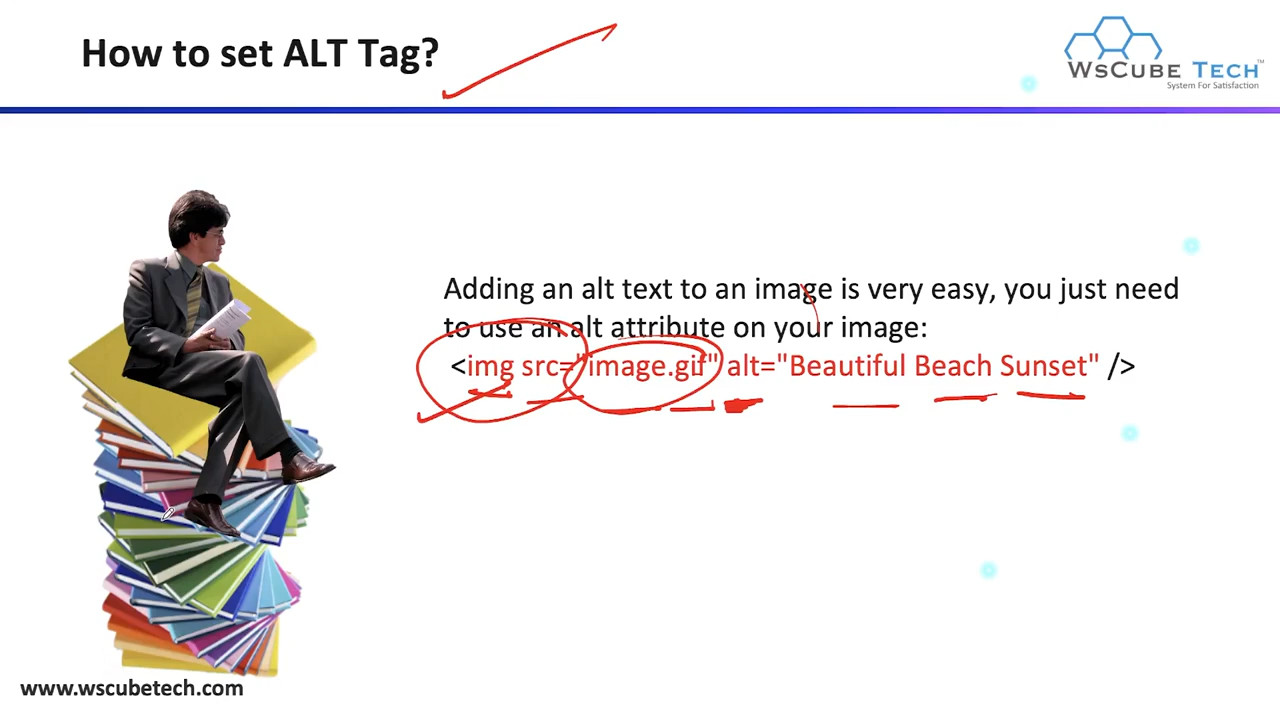 How to set ALT Tag?
WsCube Tech™
System For Satisfaction
Adding an alt text to an image is very easy, you just need
to use an alt attribute on your image:
<img src="image.gif" alt="Beautiful Beach Sunset" />
www.wscubetech.com